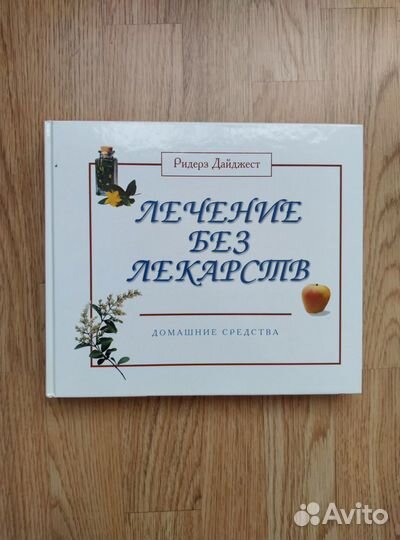 Ридерз Дайджест
ЛЕЧЕНИЕ
БЕЗ
ЛЕКАРСТВ
ДОМАШНИЕ СРЕДСТВА
Avito